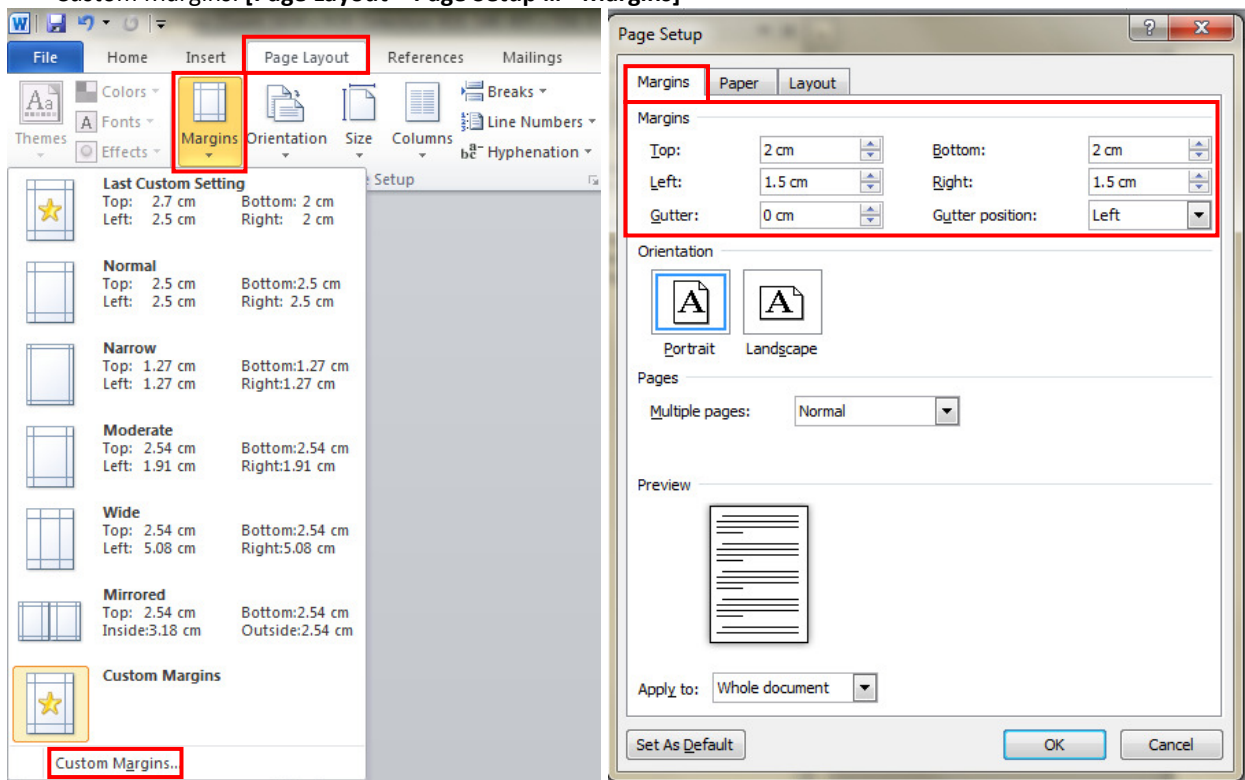 Custom Margins: [Page Layout – Page Setup ... - Margins]
W
File Home Insert Page Layout References Mailings
Aa
Themes
Colors
A Fonts
Effects
Margins
Orientation
Size
Columns
Breaks
Line Numbers
Hyphenation
Setup
Last Custom Setting
Top: 2.7 cm Bottom: 2 cm
Left: 2.5 cm Right: 2 cm
Normal
Top: 2.5 cm Bottom:2.5 cm
Left: 2.5 cm Right: 2.5 cm
Narrow
Top: 1.27 cm Bottom:1.27 cm
Left: 1.27 cm Right:1.27 cm
Moderate
Top: 2.54 cm Bottom:2.54 cm
Left: 1.91 cm Right:1.91 cm
Wide
Top: 2.54 cm Bottom:2.54 cm
Left: 5.08 cm Right:5.08 cm
Mirrored
Top: 2.54 cm Bottom:2.54 cm
Inside:3.18 cm Outside:2.54 cm
Custom Margins
Custom Margins...
Page Setup ? X
Margins Paper Layout
Margins
Top: 2 cm Bottom: 2 cm
Left: 1.5 cm Right: 1.5 cm
Gutter: 0 cm Gutter position: Left
Orientation
A A
Portrait Landscape
Pages
Multiple pages: Normal
Preview
Apply to: Whole document
Set As Default OK Cancel